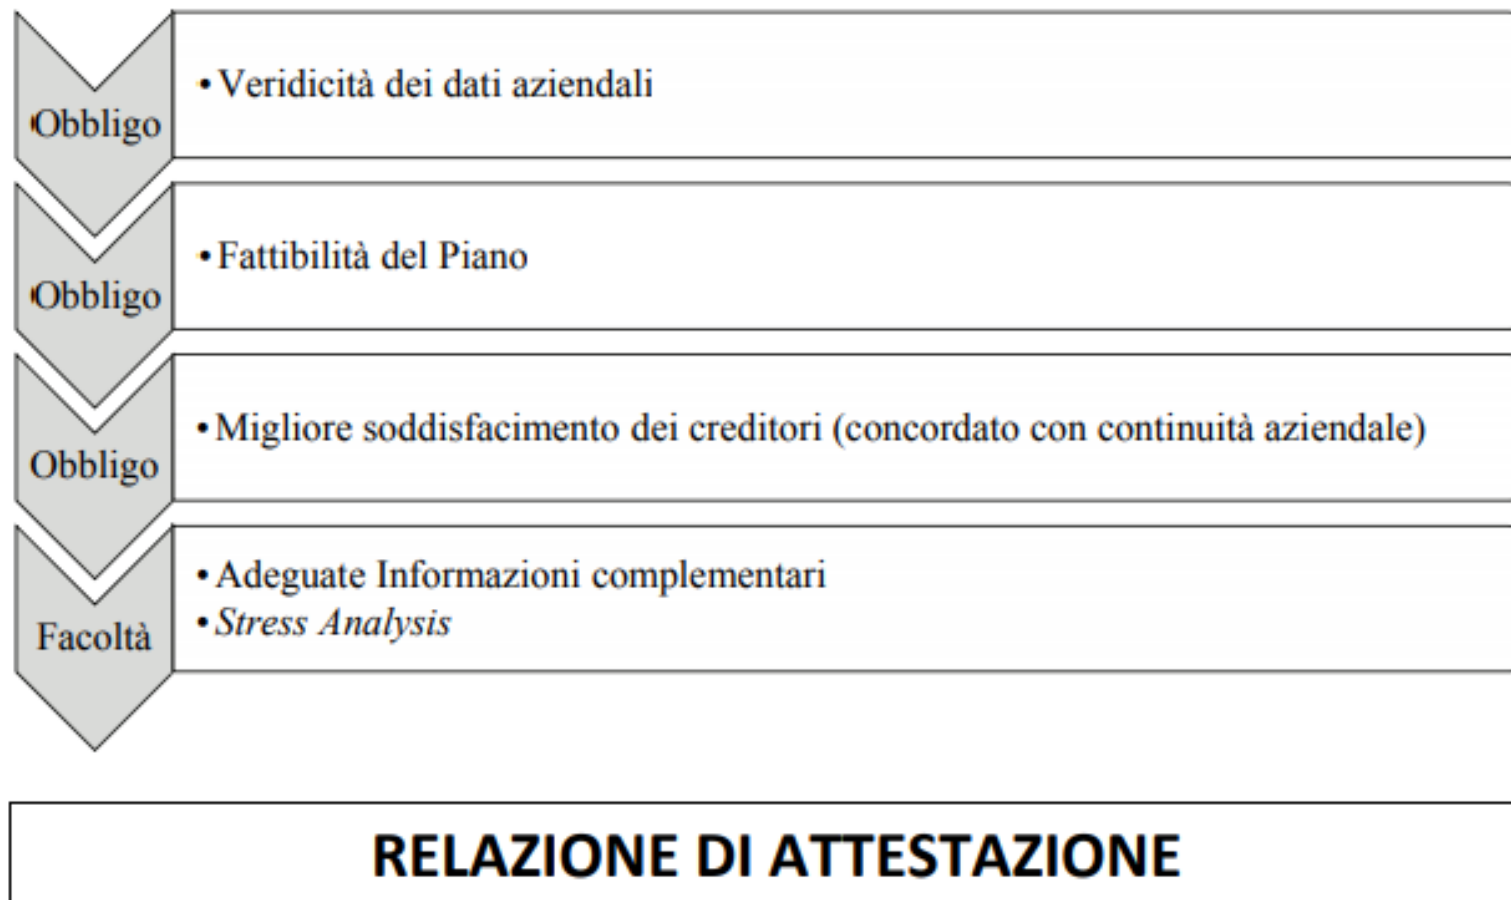 Obbligo
• Veridicità dei dati aziendali
Obbligo
• Fattibilità del Piano
Obbligo
• Migliore soddisfacimento dei creditori (concordato con continuità aziendale)
Facoltà
• Adeguate Informazioni complementari
• Stress Analysis
RELAZIONE DI ATTESTAZIONE